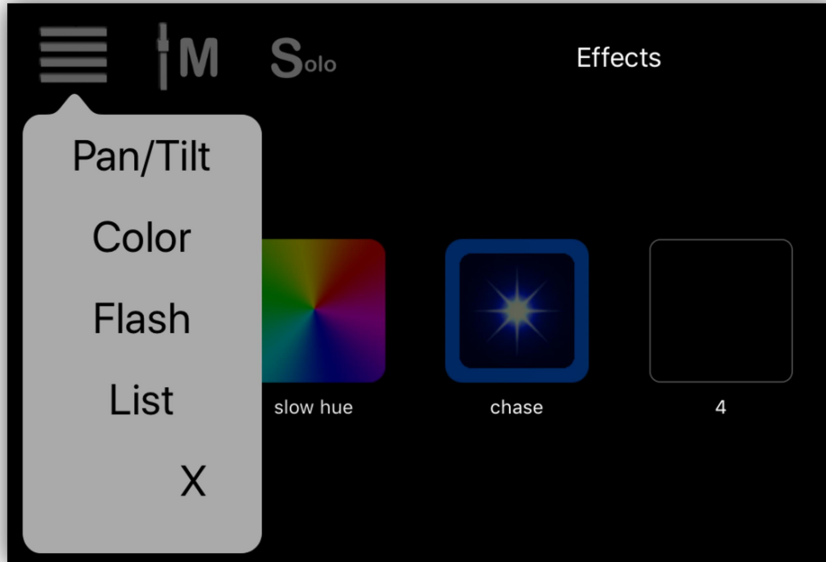 M
Solo
Effects
Pan/Tilt
Color
Flash
List
X
slow hue
chase
4